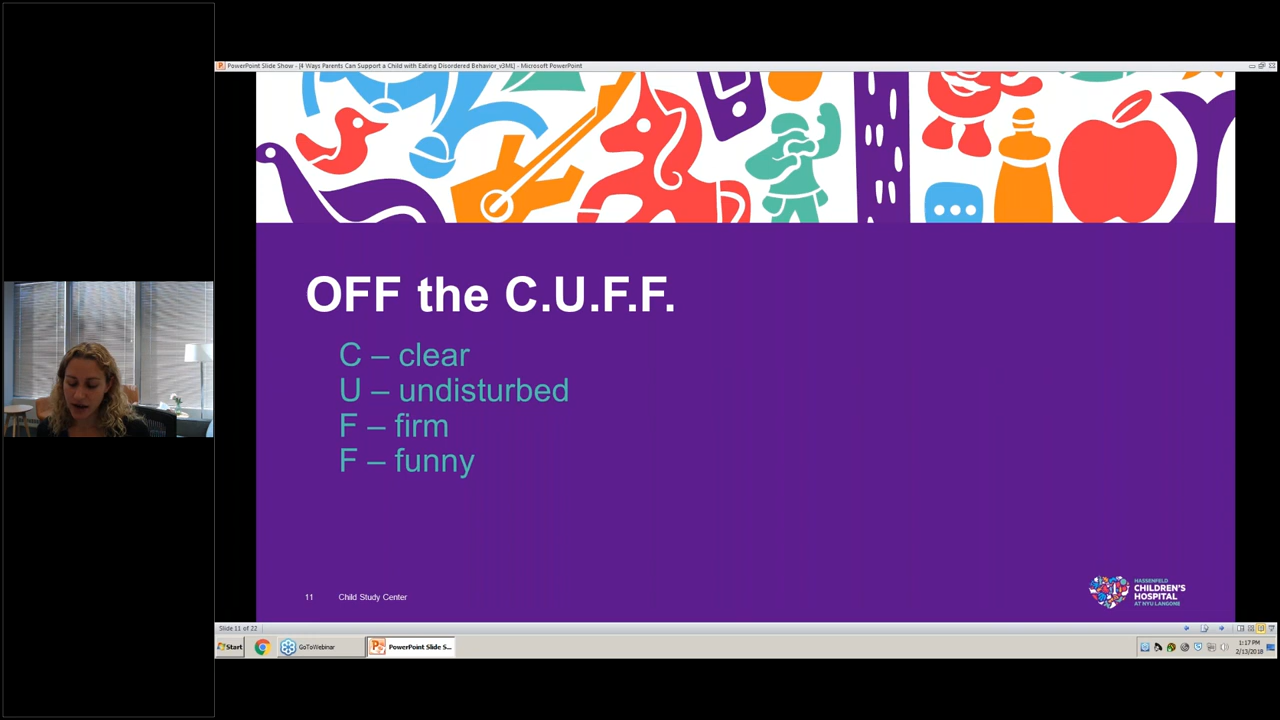 PowerPoint Slide Show - [4 Ways Parents Can Support a Child with Eating Disordered Behavior_v3ML] - Microsoft PowerPoint
OFF the C.U.F.F.
C – clear
U – undisturbed
F – firm
F – funny
11 Child Study Center
HASSENFELD
CHILDREN'S
HOSPITAL
AT NYU LANGONE
Slide 11 of 22
Start GoToWebinar PowerPoint Slide S... 1:17 PM
2/13/2018